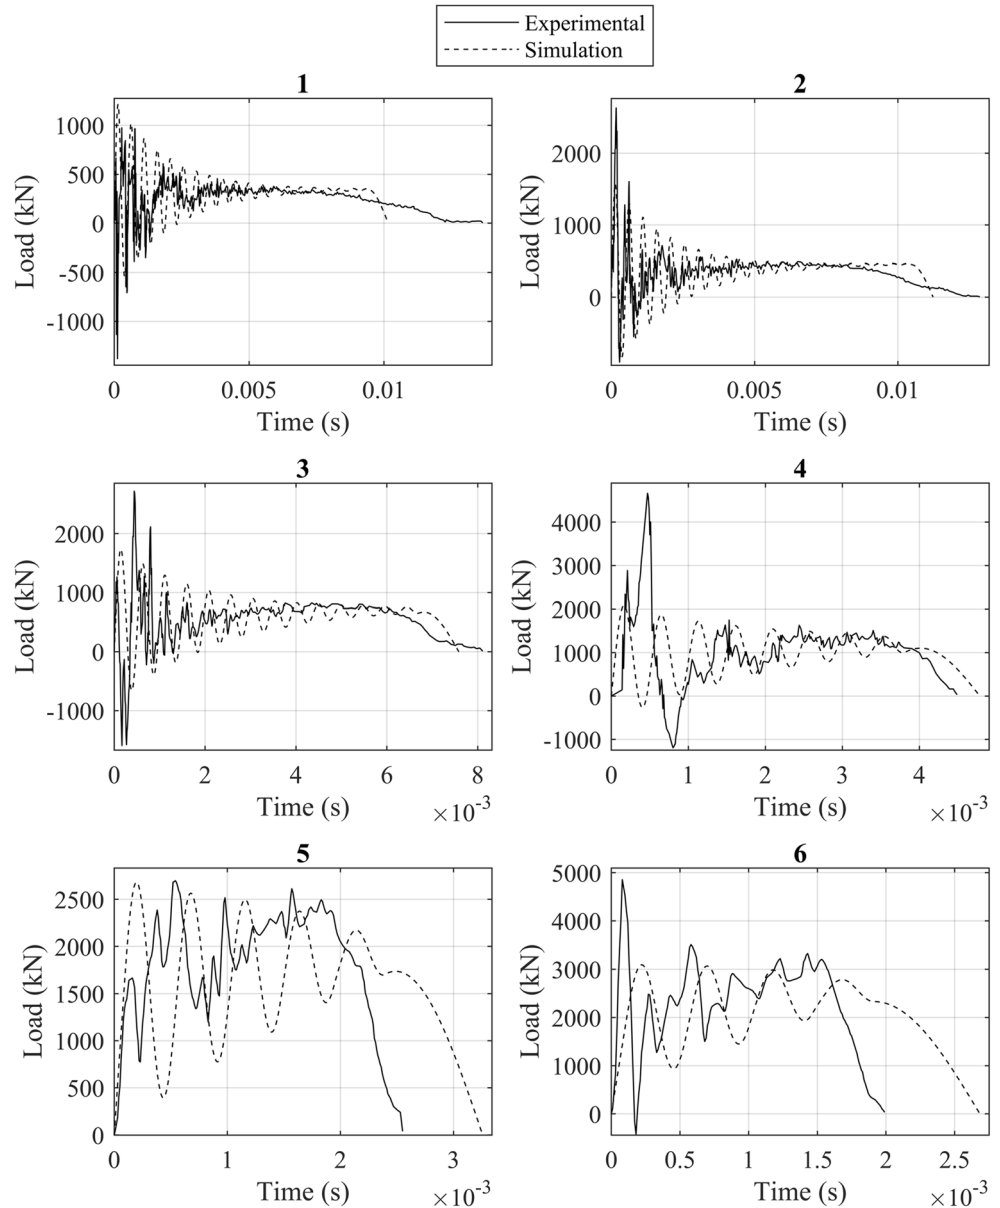 Experimental
Simulation
1
1000
500
0
-500
-1000
Load (kN)
0 0.005 0.01
Time (s)
2
2000
1000
0
Load (kN)
0 0.005 0.01
Time (s)
3
2000
1000
0
-1000
Load (kN)
0 2 4 6 8
Time (s) ×10⁻³
4
4000
3000
2000
1000
0
-1000
Load (kN)
0 1 2 3 4
Time (s) ×10⁻³
5
2500
2000
1500
1000
500
0
Load (kN)
0 1 2 3
Time (s) ×10⁻³
6
5000
4000
3000
2000
1000
0
Load (kN)
0 0.5 1 1.5 2 2.5
Time (s) ×10⁻³